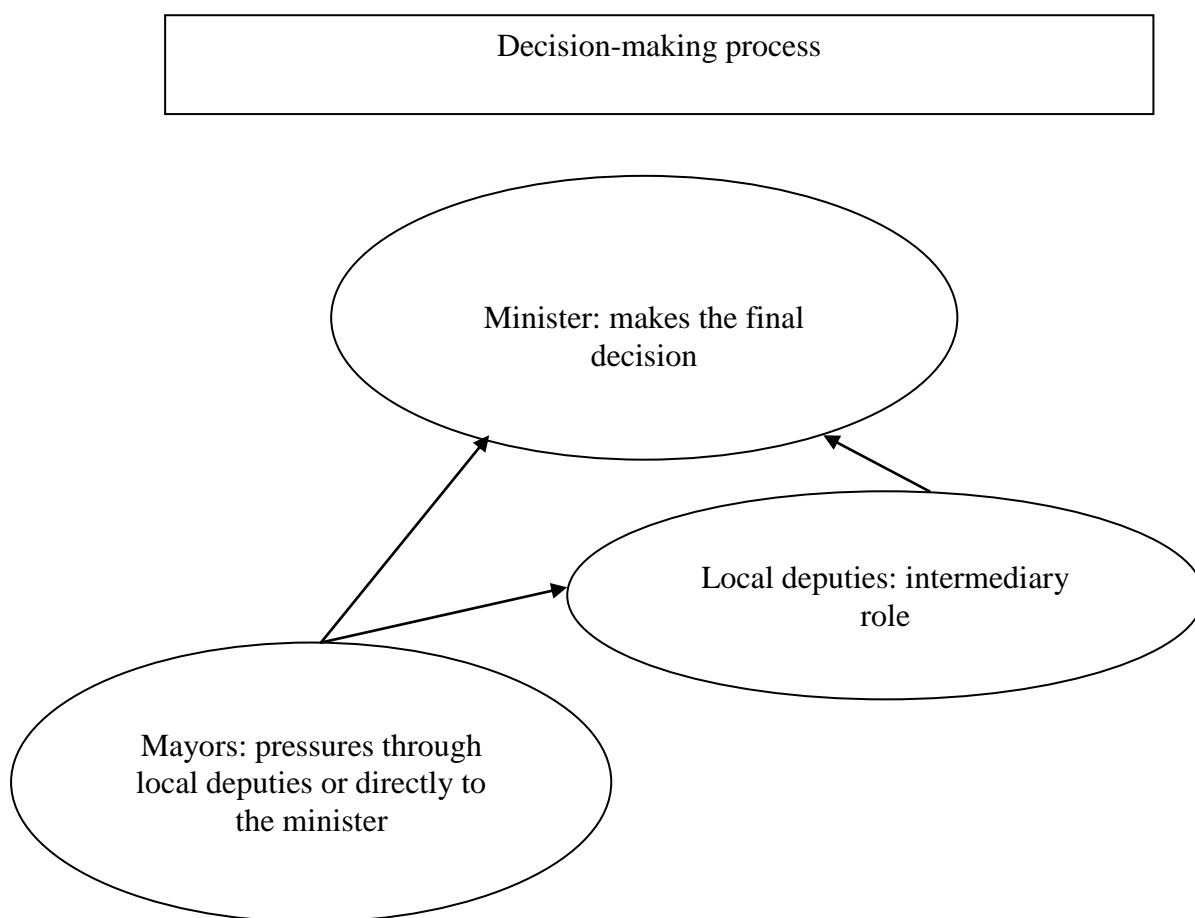 Decision-making process
Minister: makes the final
decision
Local deputies: intermediary
role
Mayors: pressures through
local deputies or directly to
the minister